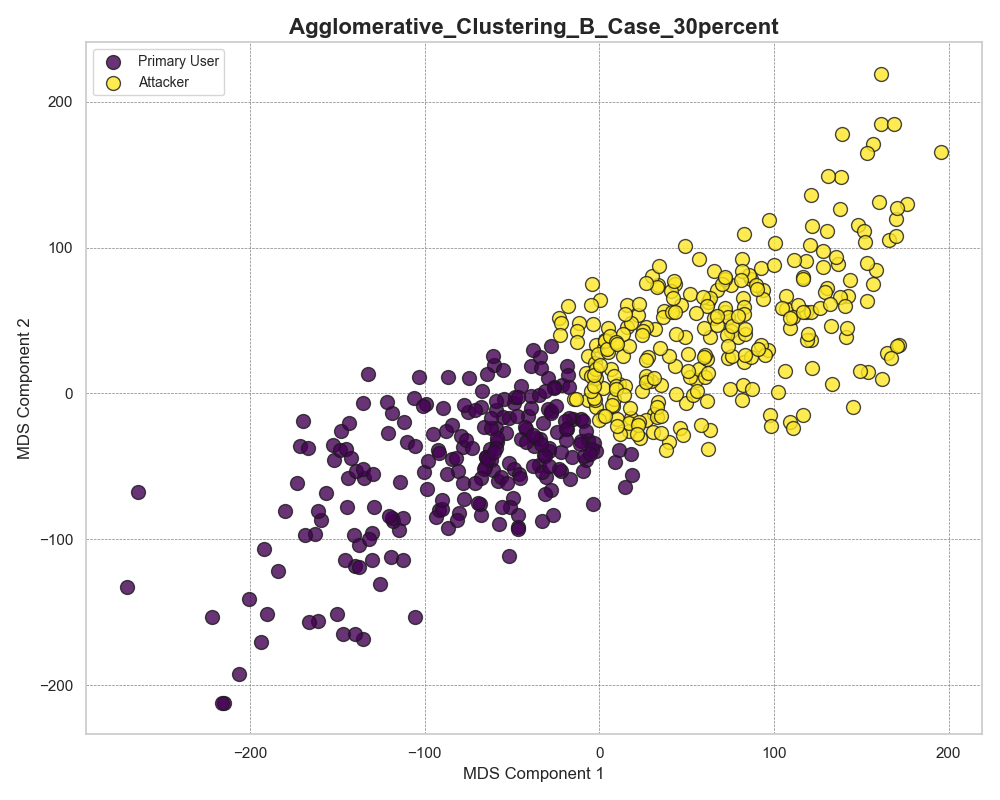 Agglomerative_Clustering_B_Case_30percent
Primary User
Attacker
200
100
0
−100
−200
MDS Component 2
−200
−100
0
100
200
MDS Component 1